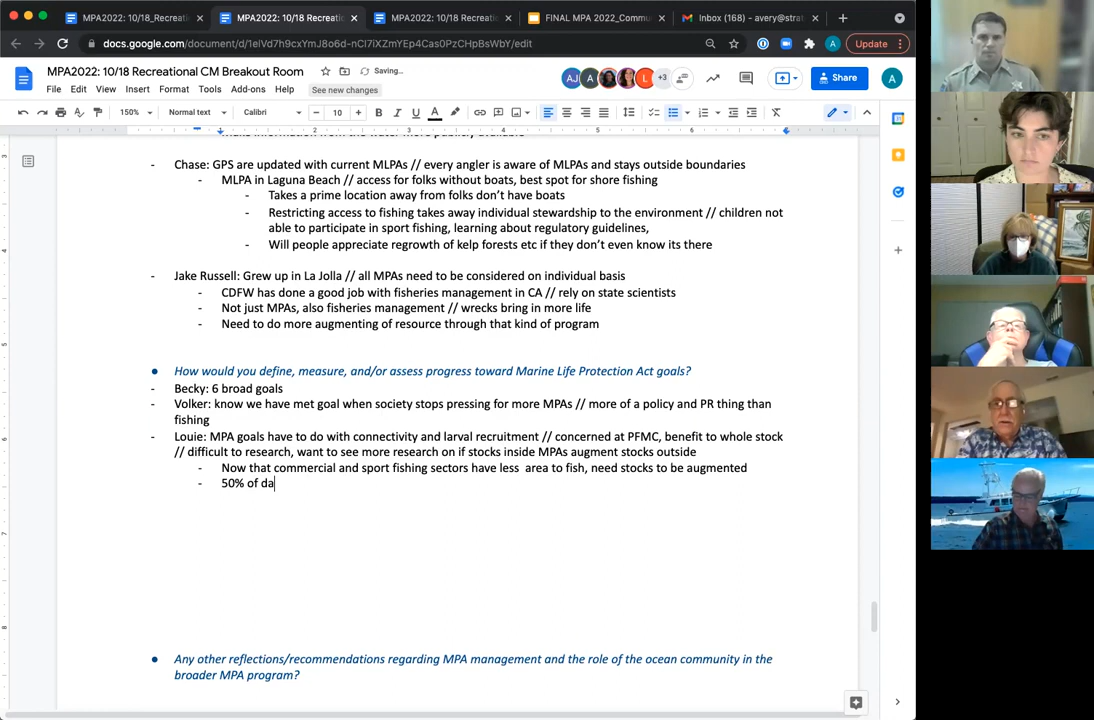 MPA2022: 10/18_Recreati
MPA2022: 10/18 Recreati
MPA2022: 10/18 Recreatio
FINAL MPA 2022_Commu
Inbox (168) – avery@strat
docs.google.com/document/d/1elVd7h9cxYmJ8o6d-nCl7iXZmYEp4Cas0PzCHpBsWbY/edit
Update
MPA2022: 10/18 Recreational CM Breakout Room
Saving...
File Edit View Insert Format Tools Add-ons Help See new changes
AJ A L +3 Share A
150% Normal text Calibri 10 B I U A
2 3 4 5 6 7
- Chase: GPS are updated with current MLPAs // every angler is aware of MLPAs and stays outside boundaries
- MLPA in Laguna Beach // access for folks without boats, best spot for shore fishing
- Takes a prime location away from folks don't have boats
- Restricting access to fishing takes away individual stewardship to the environment // children not
able to participate in sport fishing, learning about regulatory guidelines,
- Will people appreciate regrowth of kelp forests etc if they don't even know its there
- Jake Russell: Grew up in La Jolla // all MPAs need to be considered on individual basis
- CDFW has done a good job with fisheries management in CA // rely on state scientists
- Not just MPAs, also fisheries management // wrecks bring in more life
- Need to do more augmenting of resource through that kind of program
● How would you define, measure, and/or assess progress toward Marine Life Protection Act goals?
- Becky: 6 broad goals
- Volker: know we have met goal when society stops pressing for more MPAs // more of a policy and PR thing than
fishing
- Louie: MPA goals have to do with connectivity and larval recruitment // concerned at PFMC, benefit to whole stock
// difficult to research, want to see more research on if stocks inside MPAs augment stocks outside
- Now that commercial and sport fishing sectors have less area to fish, need stocks to be augmented
- 50% of da
● Any other reflections/recommendations regarding MPA management and the role of the ocean community in the
broader MPA program?